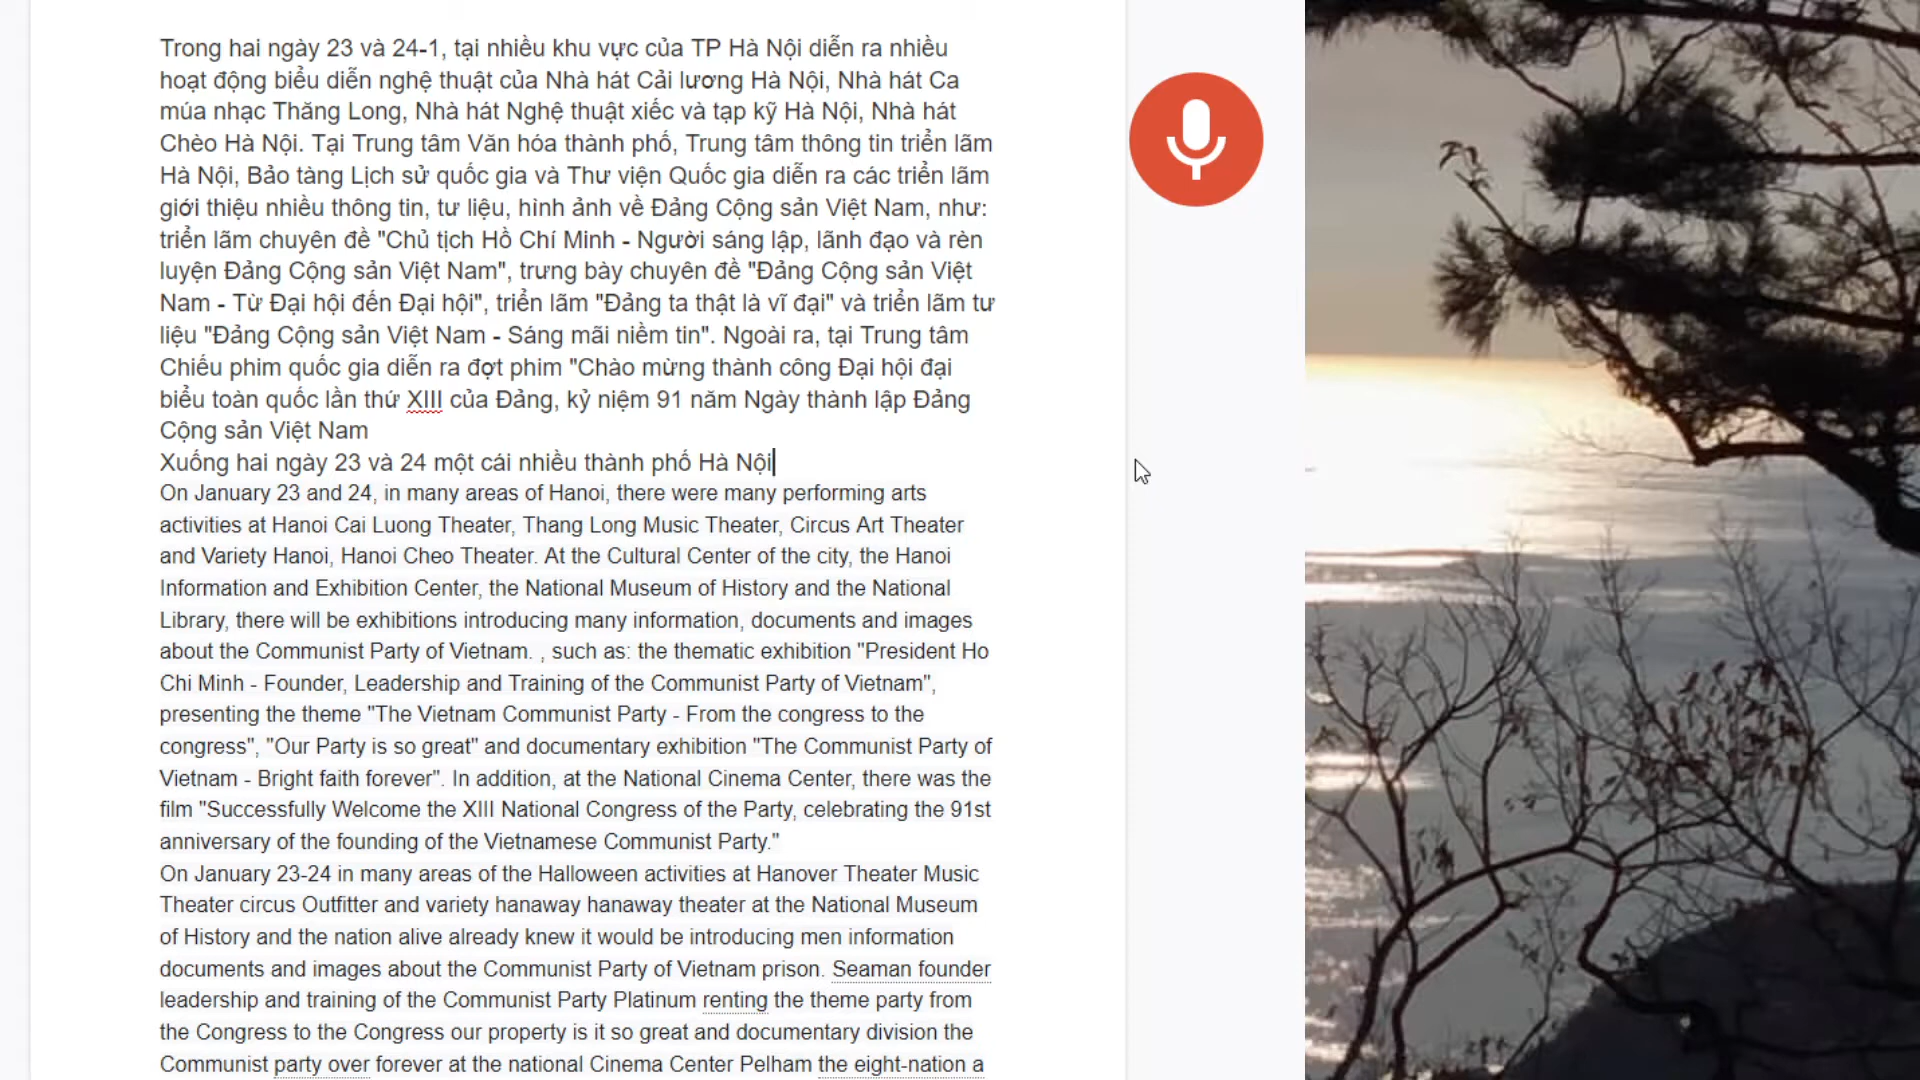 Trong hai ngày 23 và 24-1, tại nhiều khu vực của TP Hà Nội diễn ra nhiều
hoạt động biểu diễn nghệ thuật của Nhà hát Cải lương Hà Nội, Nhà hát Ca
múa nhạc Thăng Long, Nhà hát Nghệ thuật xiếc và tạp kỹ Hà Nội, Nhà hát
Chèo Hà Nội. Tại Trung tâm Văn hóa thành phố, Trung tâm thông tin triển lãm
Hà Nội, Bảo tàng Lịch sử quốc gia và Thư viện Quốc gia diễn ra các triển lãm
giới thiệu nhiều thông tin, tư liệu, hình ảnh về Đảng Cộng sản Việt Nam, như:
triển lãm chuyên đề "Chủ tịch Hồ Chí Minh - Người sáng lập, lãnh đạo và rèn
luyện Đảng Cộng sản Việt Nam", trưng bày chuyên đề "Đảng Cộng sản Việt
Nam - Từ Đại hội đến Đại hội", triển lãm "Đảng ta thật là vĩ đại" và triển lãm tư
liệu "Đảng Cộng sản Việt Nam - Sáng mãi niềm tin". Ngoài ra, tại Trung tâm
Chiếu phim quốc gia diễn ra đợt phim "Chào mừng thành công Đại hội đại
biểu toàn quốc lần thứ XIII của Đảng, kỷ niệm 91 năm Ngày thành lập Đảng
Cộng sản Việt Nam
Xuống hai ngày 23 và 24 một cái nhiều thành phố Hà Nội
On January 23 and 24, in many areas of Hanoi, there were many performing arts
activities at Hanoi Cai Luong Theater, Thang Long Music Theater, Circus Art Theater
and Variety Hanoi, Hanoi Cheo Theater. At the Cultural Center of the city, the Hanoi
Information and Exhibition Center, the National Museum of History and the National
Library, there will be exhibitions introducing many information, documents and images
about the Communist Party of Vietnam. , such as: the thematic exhibition "President Ho
Chi Minh - Founder, Leadership and Training of the Communist Party of Vietnam",
presenting the theme "The Vietnam Communist Party - From the congress to the
congress", "Our Party is so great" and documentary exhibition "The Communist Party of
Vietnam - Bright faith forever". In addition, at the National Cinema Center, there was the
film "Successfully Welcome the XIII National Congress of the Party, celebrating the 91st
anniversary of the founding of the Vietnamese Communist Party."
On January 23-24 in many areas of the Halloween activities at Hanover Theater Music
Theater circus Outfitter and variety hanaway hanaway theater at the National Museum
of History and the nation alive already knew it would be introducing men information
documents and images about the Communist Party of Vietnam prison. Seaman founder
leadership and training of the Communist Party Platinum renting the theme party from
the Congress to the Congress our property is it so great and documentary division the
Communist party over forever at the national Cinema Center Pelham the eight-nation a